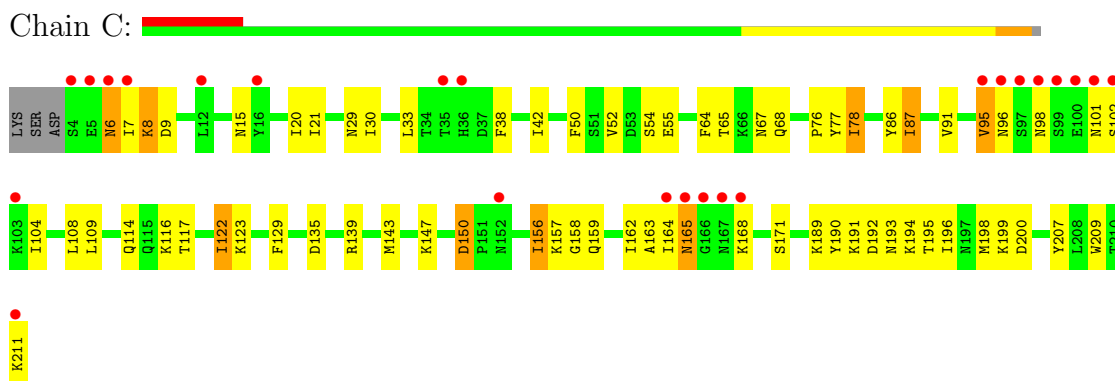 Chain C:
LYS SER ASP S4 E5 N6 I7 K8 D9 L12 N15 Y16 I20 I21 N29 I30 L33 T34 T35 H36 D37 F38 I42 F50 S51 V52 D53 S54 E55 F64 T65 K66 N67 Q68 P76 Y77 I78 Y86 I87 V91 V95 N96 S97 N98 S99 E100 N101 S102
K103 I104 L108 L109 Q114 Q115 K116 T117 I122 K123 F129 D135 R139 M143 K147 D150 P151 N152 I156 K157 G158 Q159 I162 A163 I164 N165 G166 N167 K168 S171 K189 Y190 K191 D192 N193 K194 T195 I196 N197 M198 K199 D200 Y207 L208 W209 T210
K211